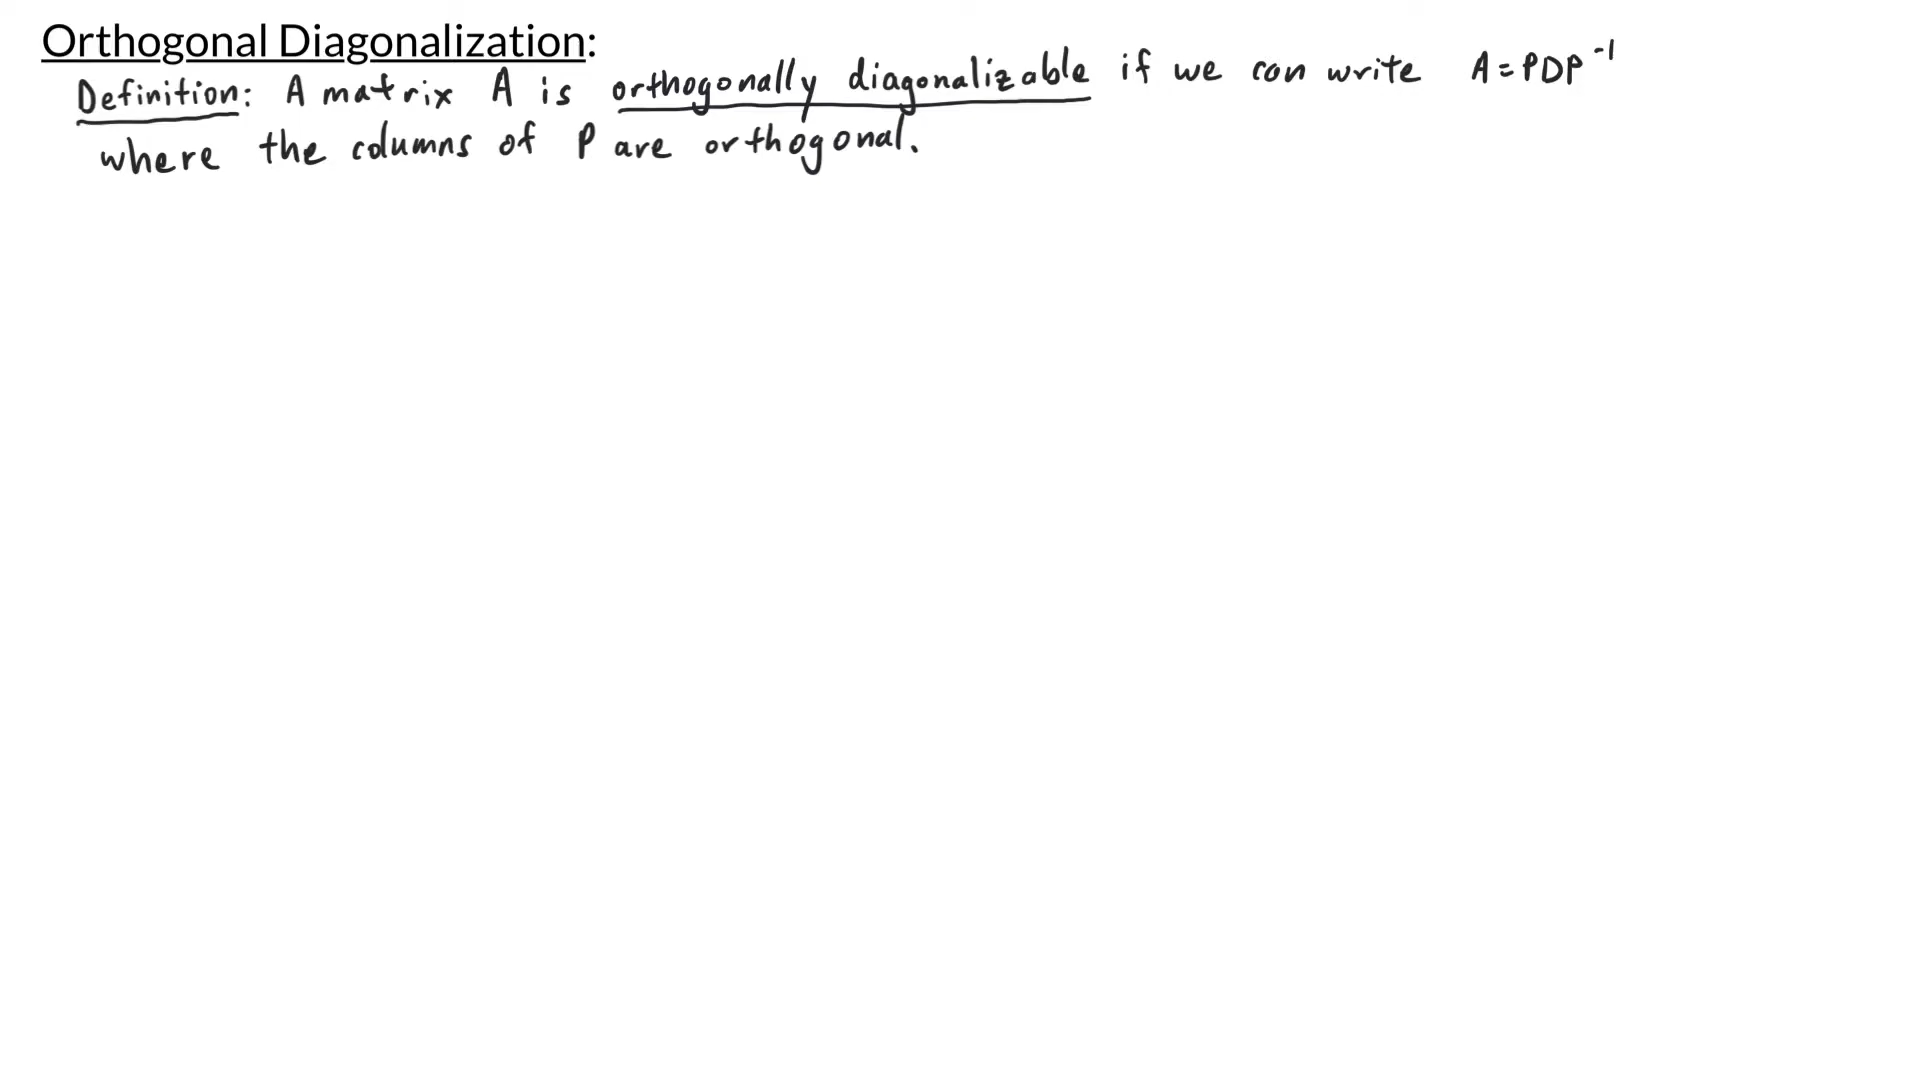 Orthogonal Diagonalization:
Definition: A matrix A is orthogonally diagonalizable if we can write A = PDP⁻¹
where the columns of P are orthogonal.